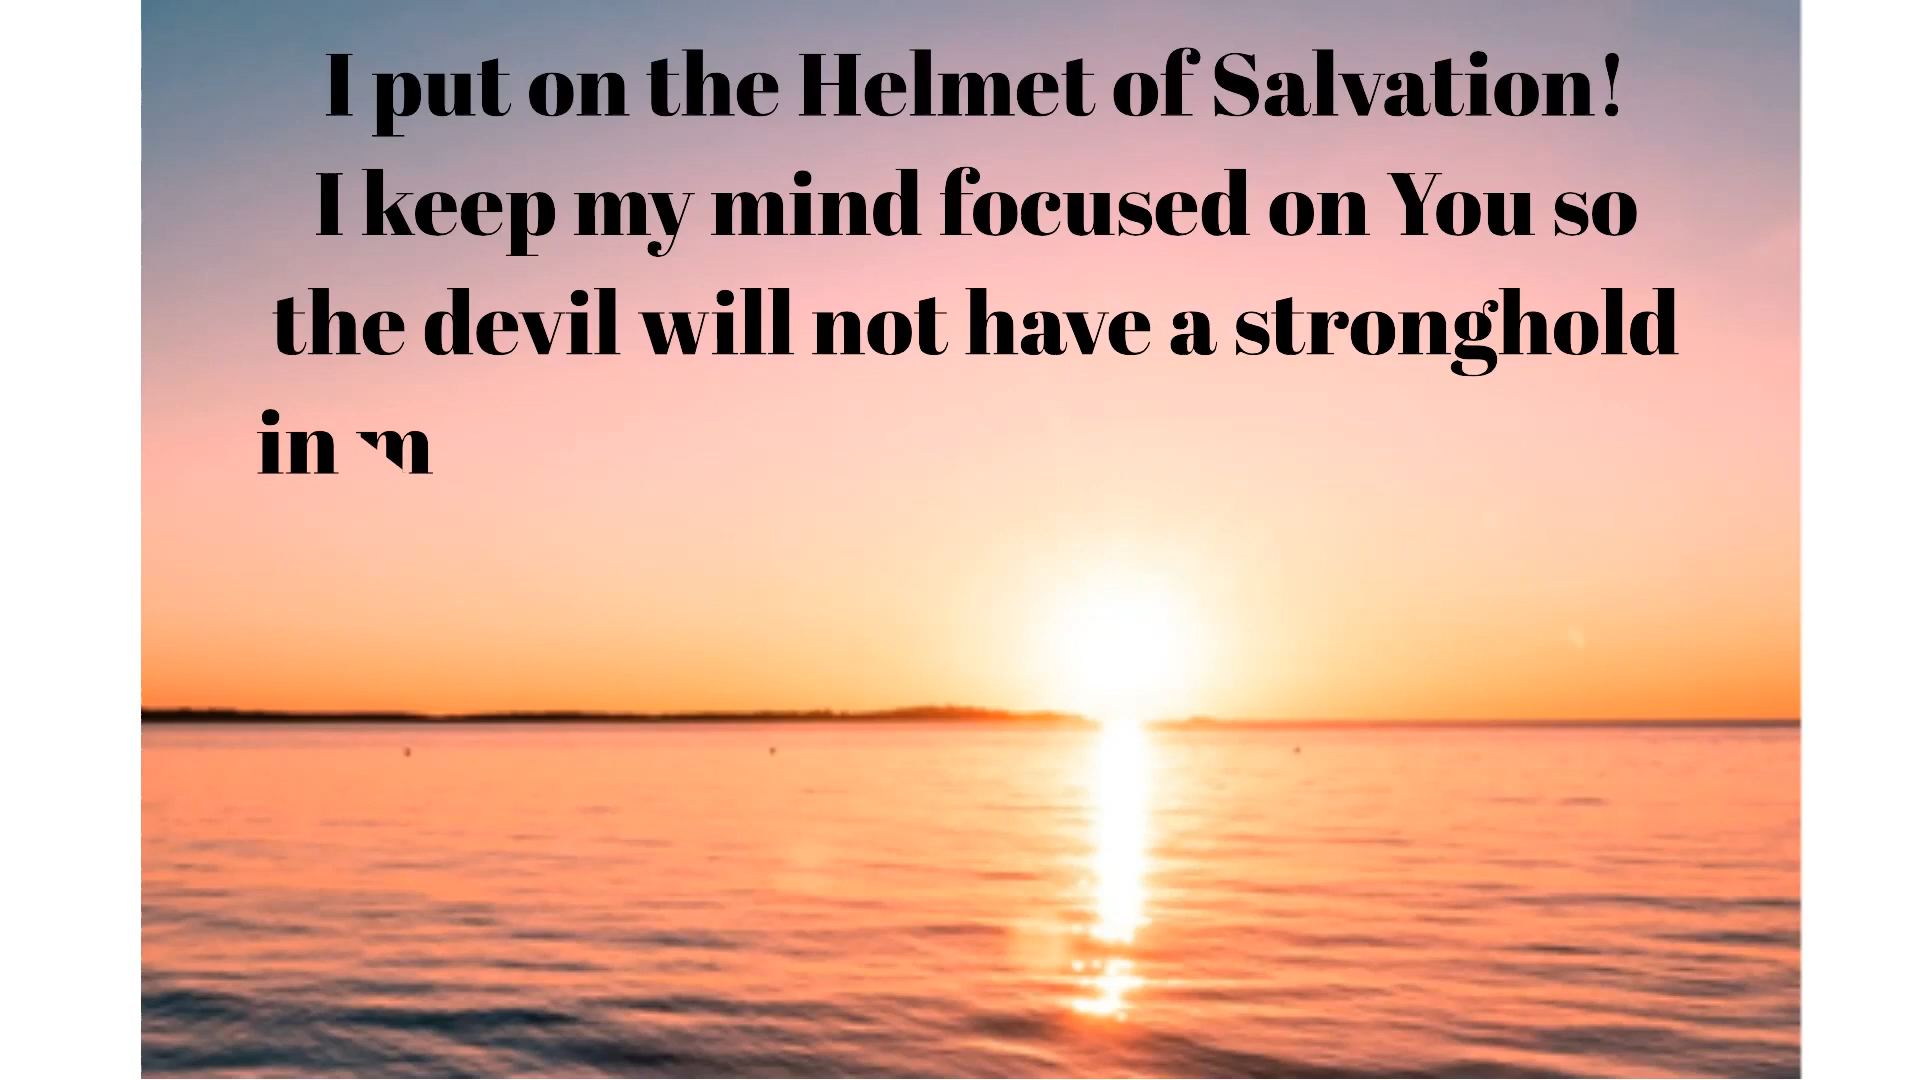 I put on the Helmet of Salvation!
I keep my mind focused on You so
the devil will not have a stronghold
in